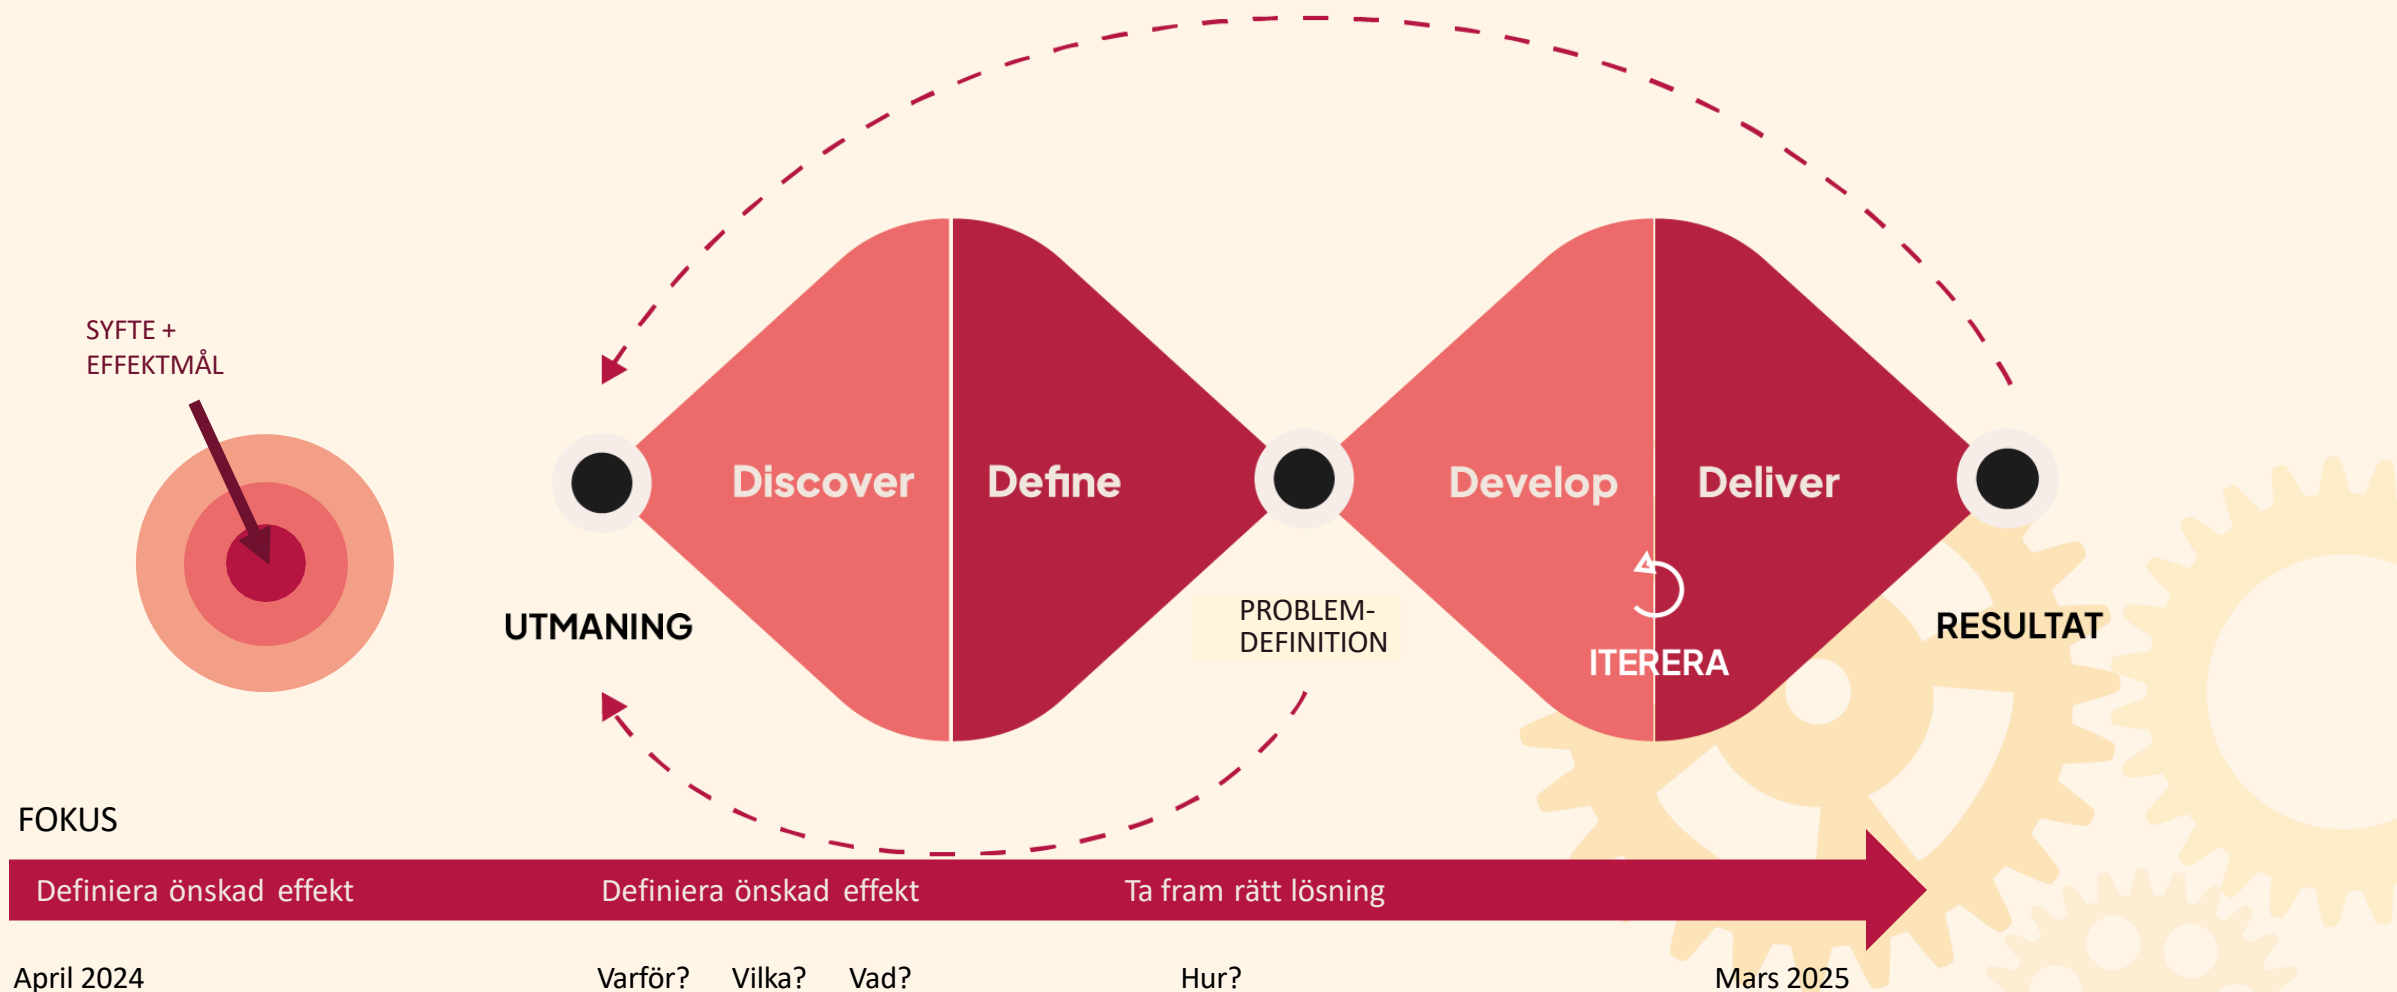 SYFTE +
EFFEKTMÅL
Discover
Define
Develop
Deliver
UTMANING
PROBLEM-
DEFINITION
ITERERA
RESULTAT
FOKUS
Definiera önskad effekt
Definiera önskad effekt
Ta fram rätt lösning
April 2024
Varför?
Vilka?
Vad?
Hur?
Mars 2025